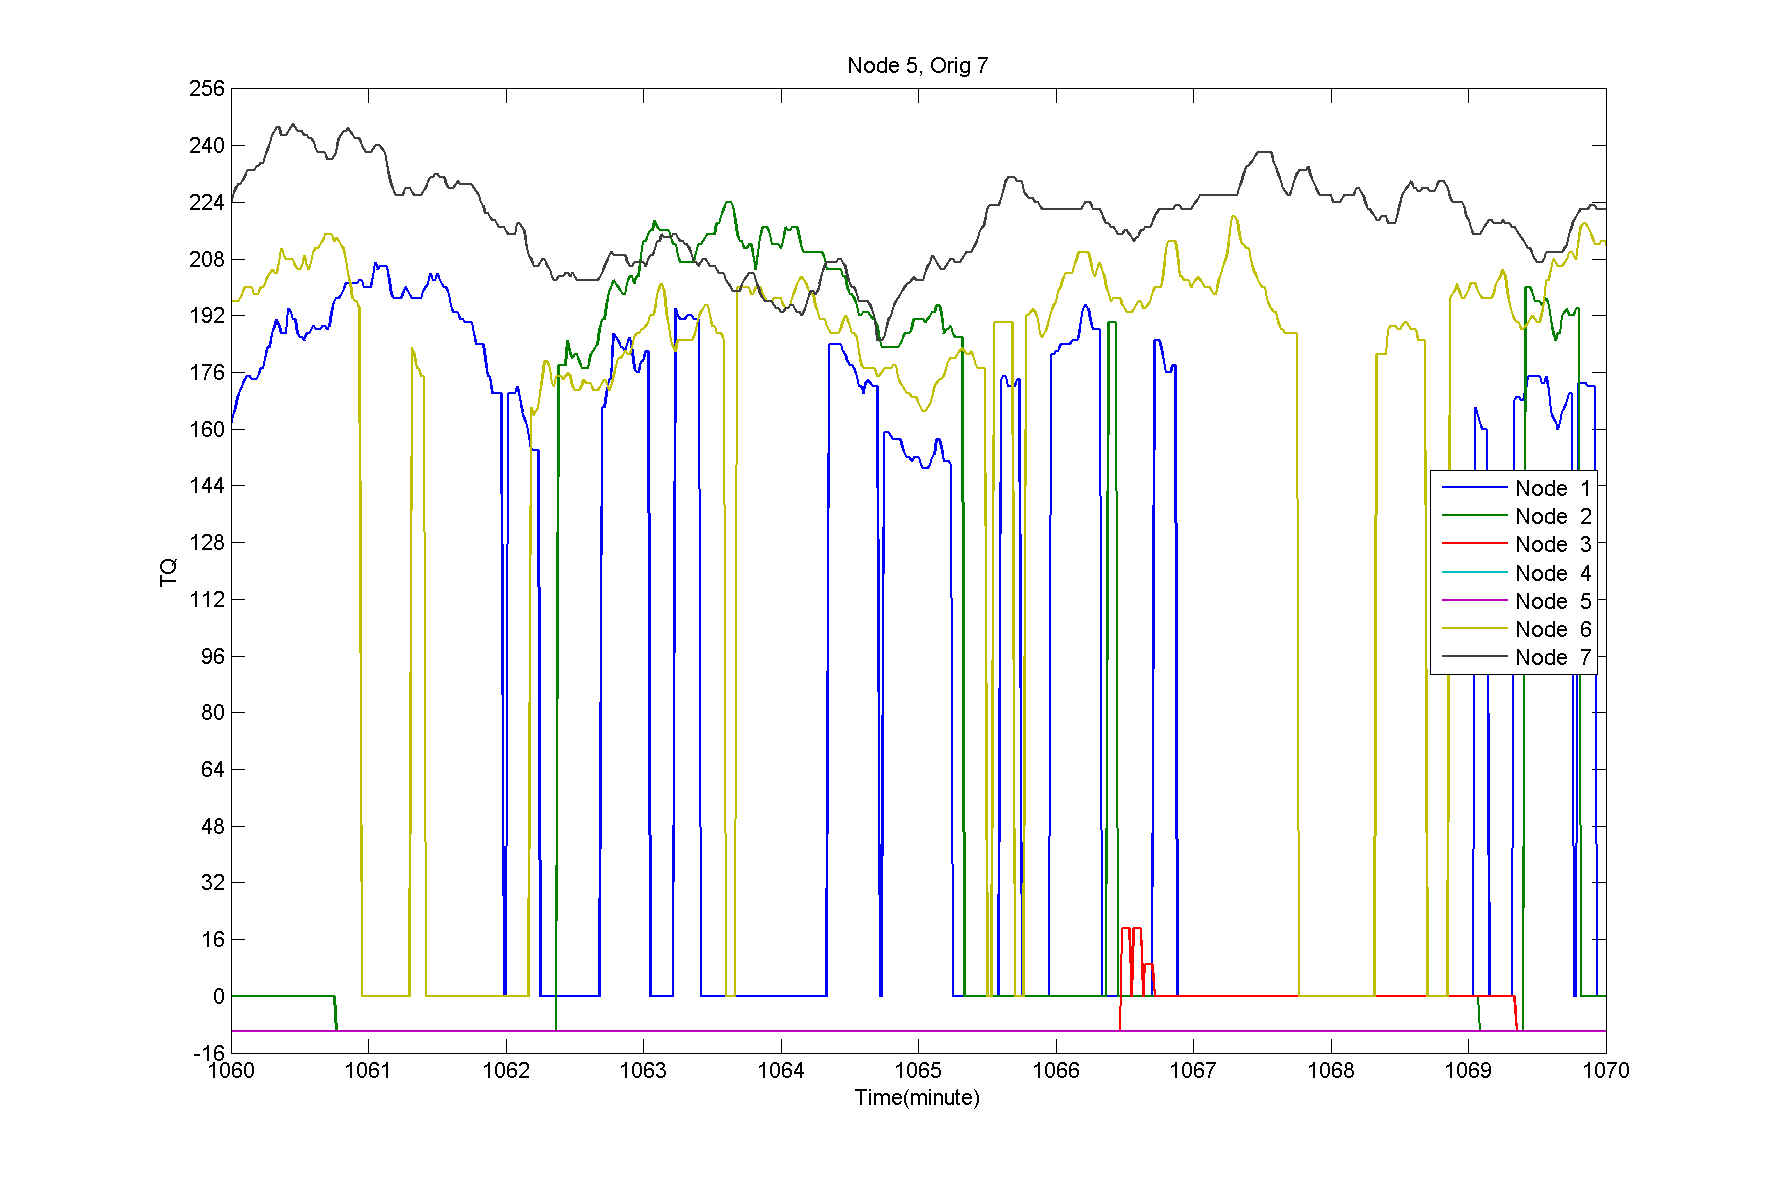 Node 5, Orig 7
256
240
224
208
192
176
160
144
128
112
96
80
64
48
32
16
0
-16
TQ
Node 1
Node 2
Node 3
Node 4
Node 5
Node 6
Node 7
1060 1061 1062 1063 1064 1065 1066 1067 1068 1069 1070
Time(minute)